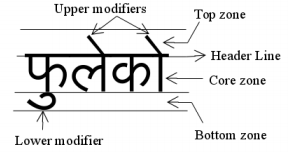 Upper modifiers
Top zone
Header Line
फुलेको
Core zone
Lower modifier
Bottom zone